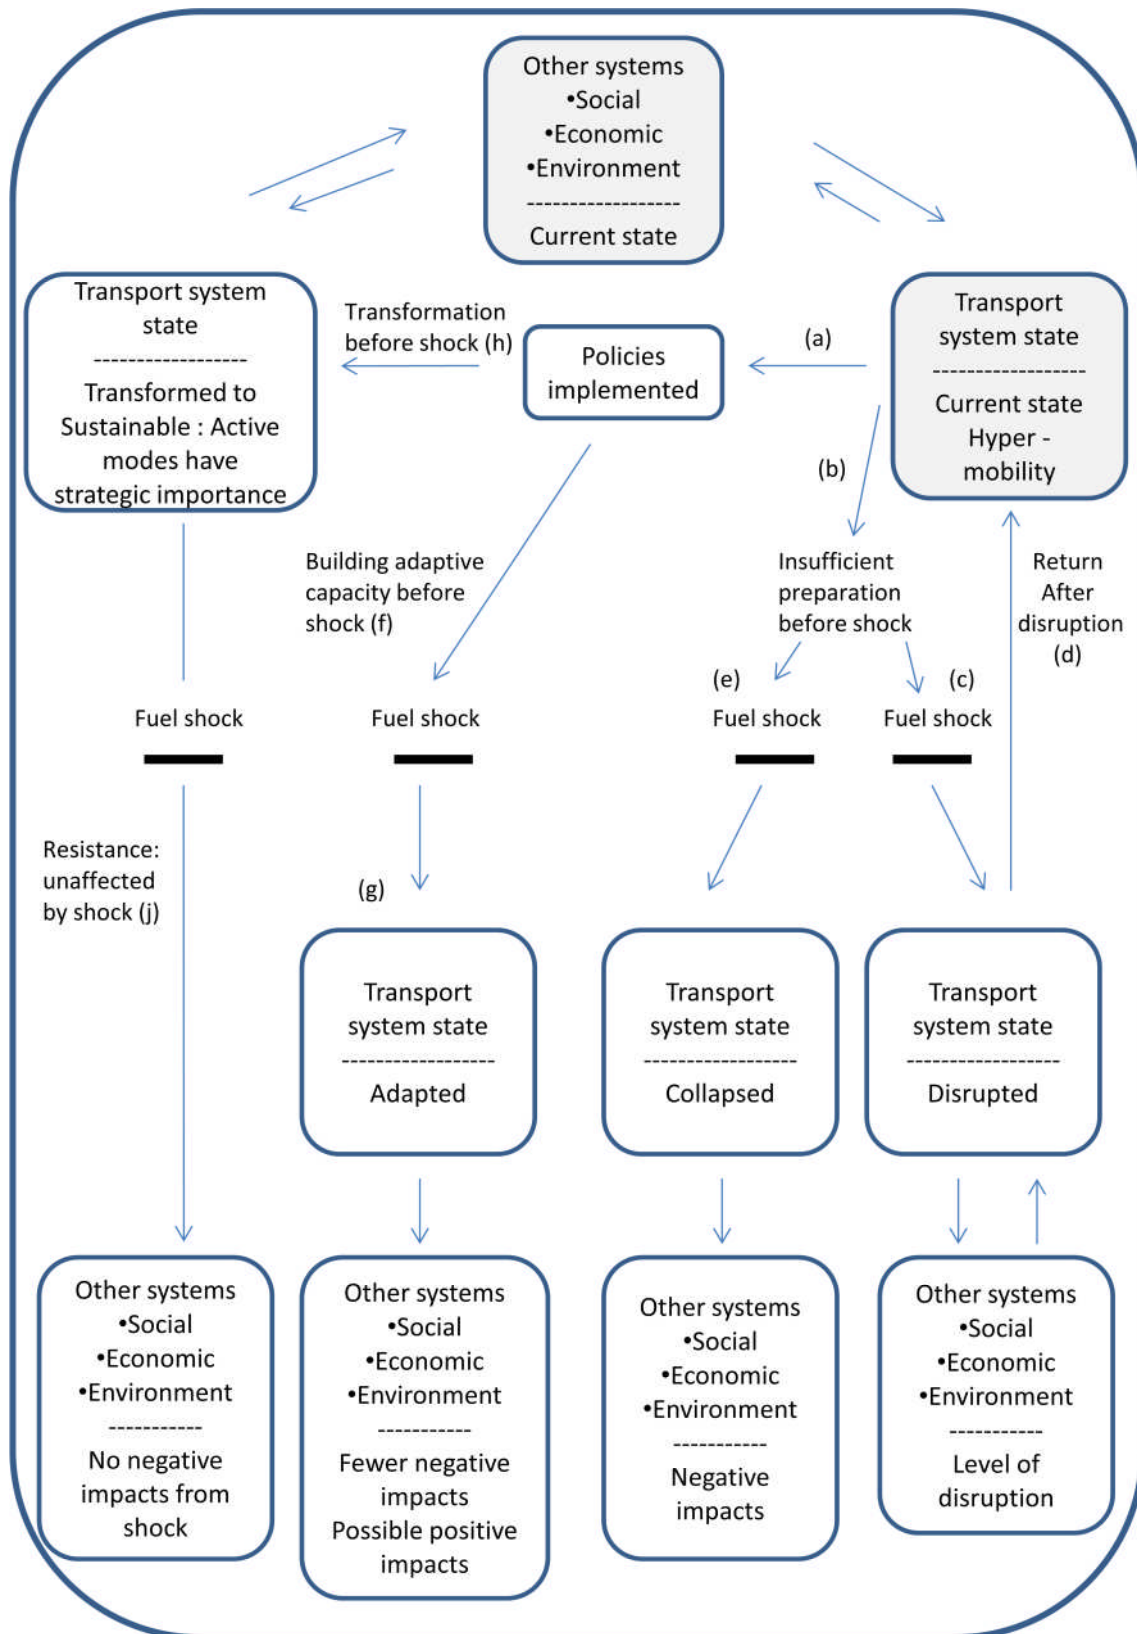 Other systems
•Social
•Economic
•Environment
------------------
Current state
Transport system
state
------------------
Transformed to
Sustainable : Active
modes have
strategic importance
Transformation
before shock (h)
Policies
implemented
(a)
Transport
system state
------------------
Current state
Hyper -
mobility
(b)
Building adaptive
capacity before
shock (f)
Insufficient
preparation
before shock
Return
After
disruption
(d)
(e)
(c)
Fuel shock
Fuel shock
Fuel shock
Fuel shock
Resistance:
unaffected
by shock (j)
(g)
Transport
system state
------------------
Adapted
Transport
system state
------------------
Collapsed
Transport
system state
------------------
Disrupted
Other systems
•Social
•Economic
•Environment
-----------
No negative
impacts from
shock
Other systems
•Social
•Economic
•Environment
-----------
Fewer negative
impacts
Possible positive
impacts
Other systems
•Social
•Economic
•Environment
-----------
Negative
impacts
Other systems
•Social
•Economic
•Environment
-----------
Level of
disruption